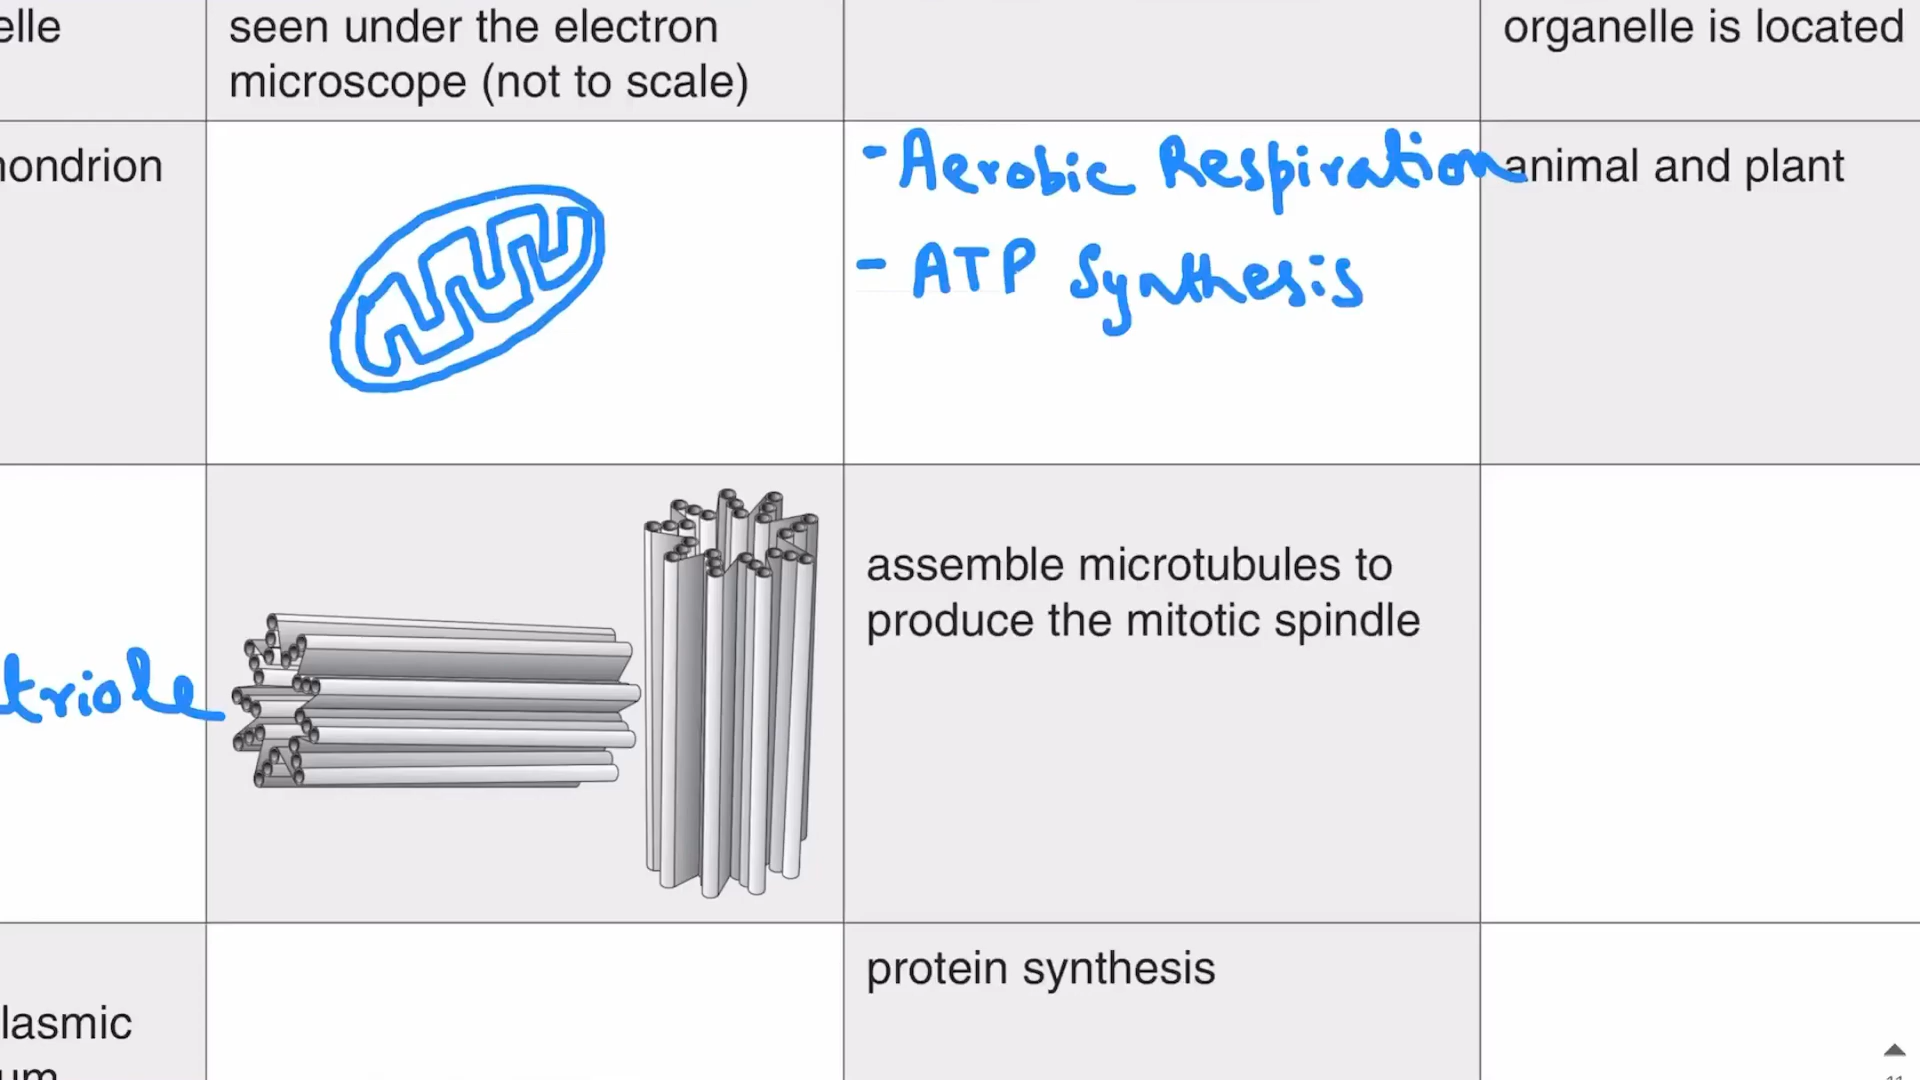 elle
seen under the electron
microscope (not to scale)
organelle is located
hondrion
- Aerobic Respiration
- ATP Synthesis
animal and plant
triole
assemble microtubules to
produce the mitotic spindle
lasmic
um
protein synthesis